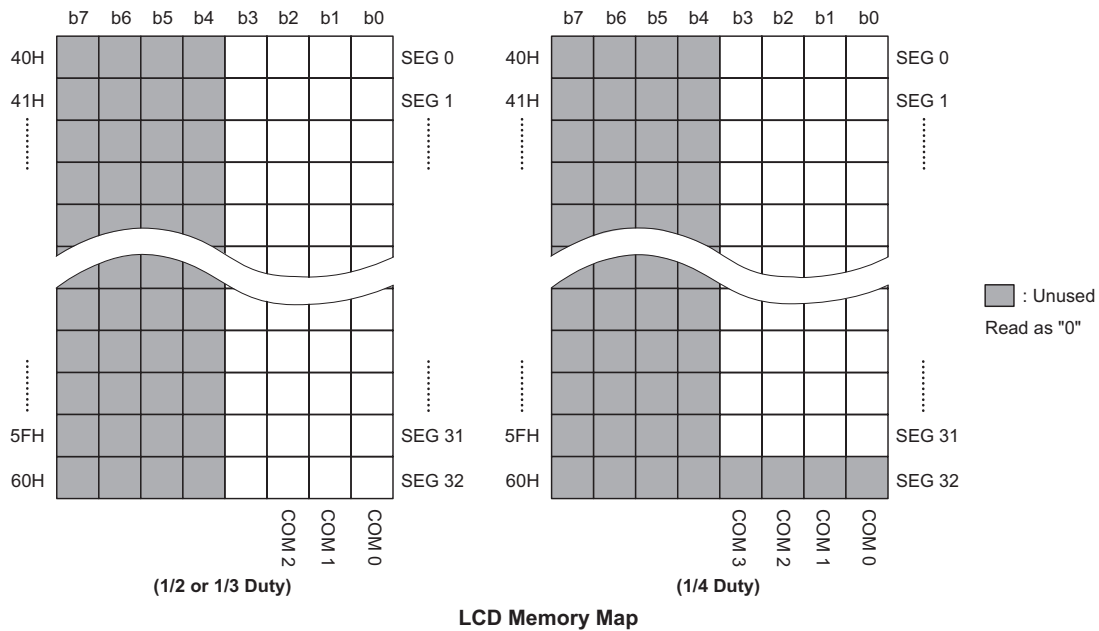 b7 b6 b5 b4 b3 b2 b1 b0
40H SEG 0
41H SEG 1
5FH SEG 31
60H SEG 32
COM 2 COM 1 COM 0
(1/2 or 1/3 Duty)
b7 b6 b5 b4 b3 b2 b1 b0
40H SEG 0
41H SEG 1
5FH SEG 31
60H SEG 32
COM 3 COM 2 COM 1 COM 0
(1/4 Duty)
: Unused
Read as "0"
LCD Memory Map